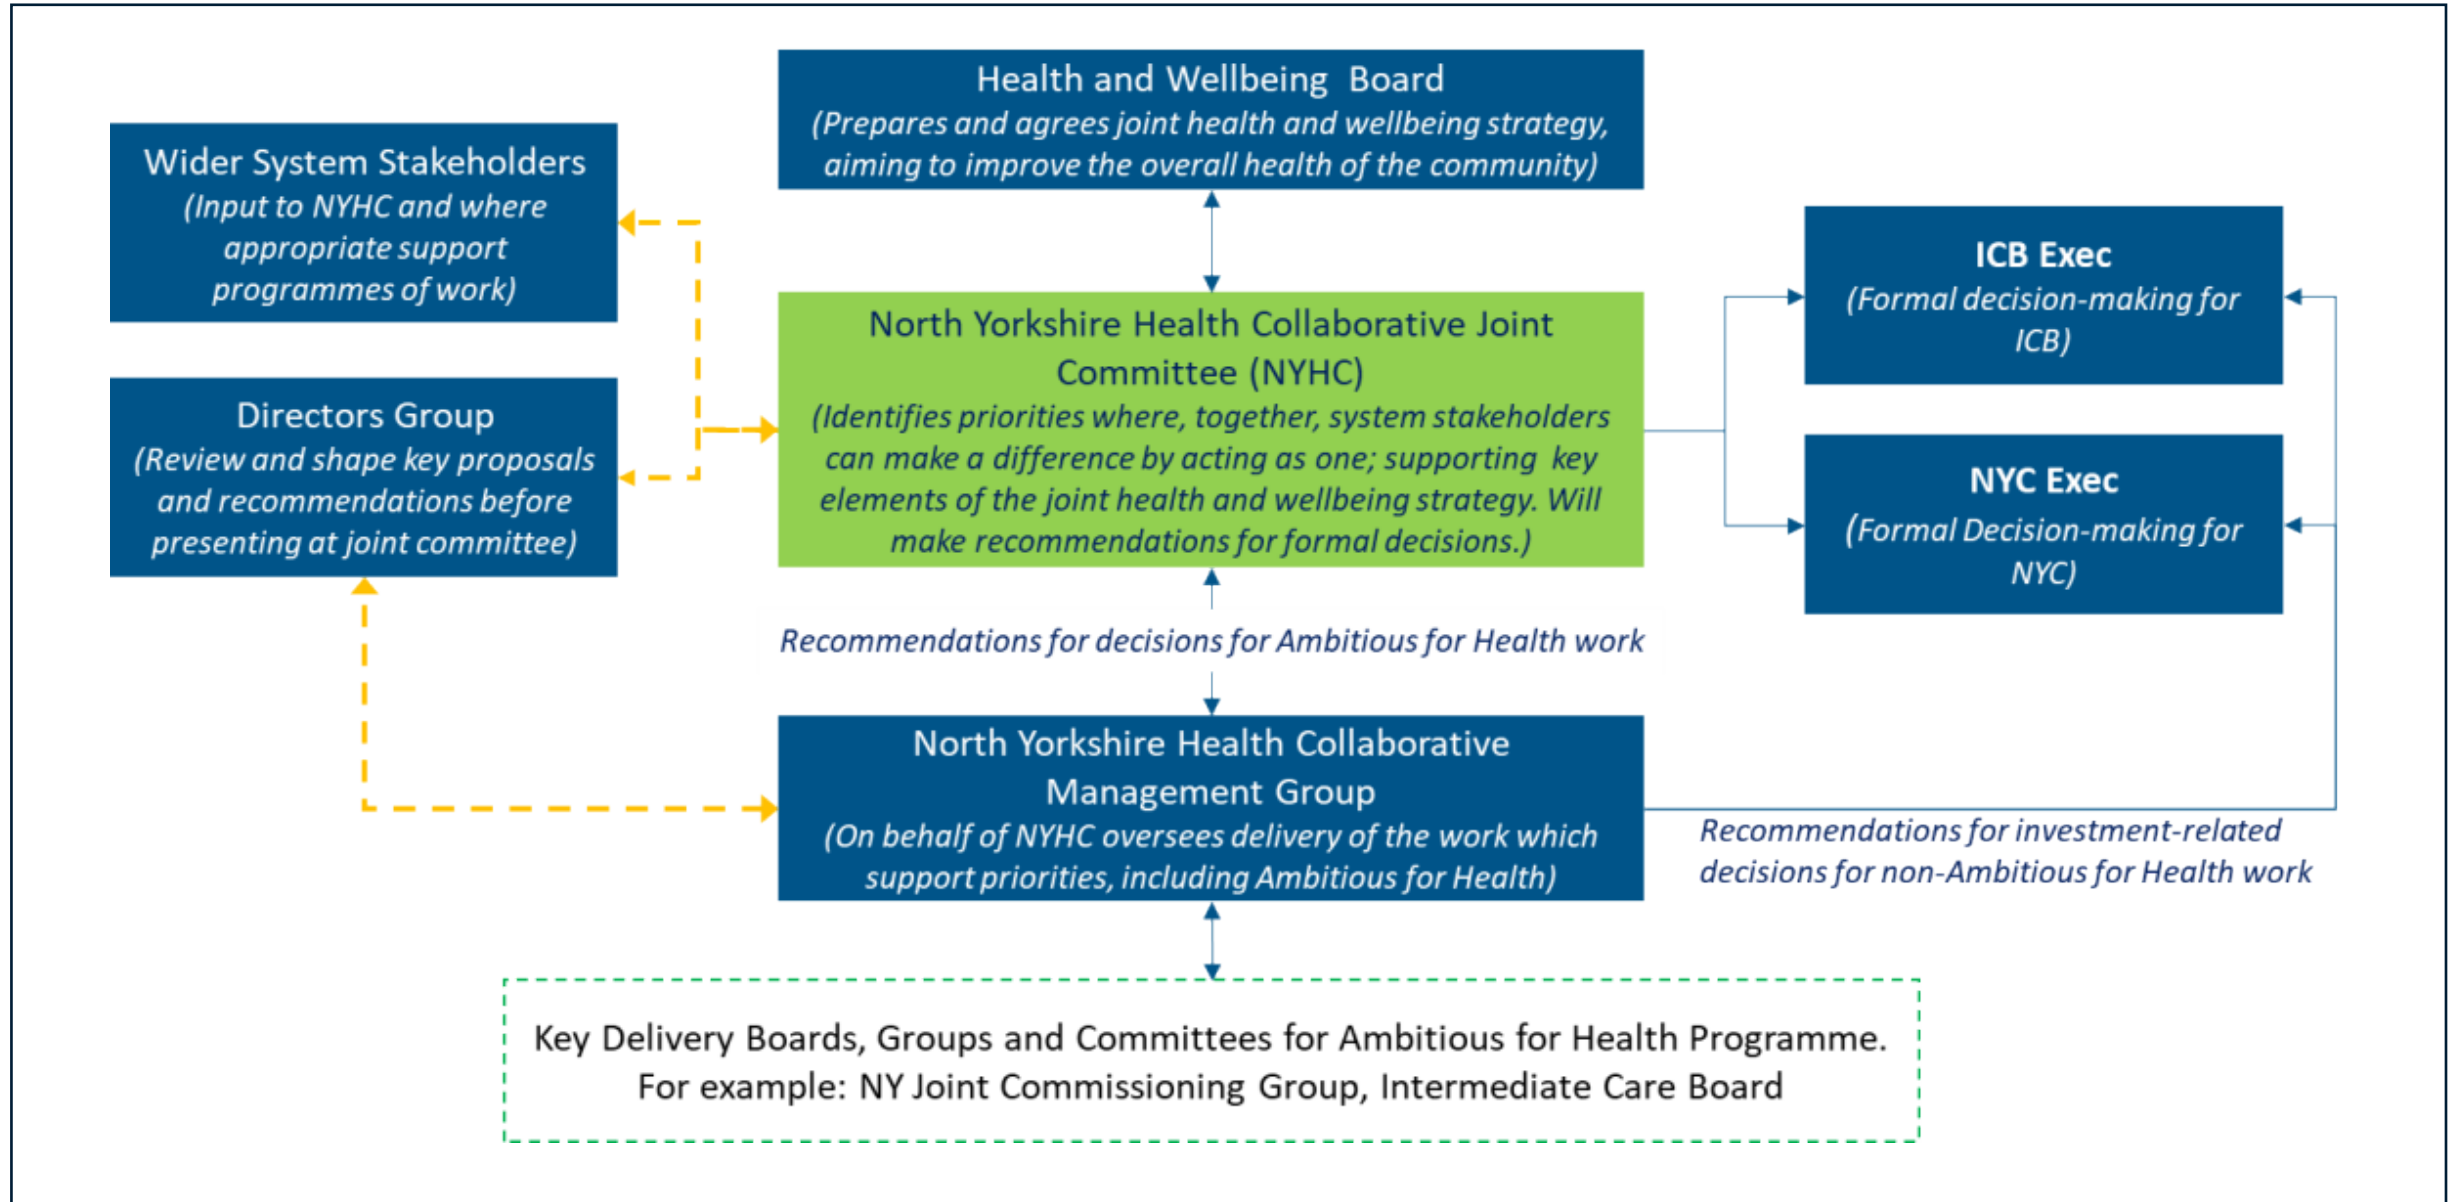 Health and Wellbeing Board
(Prepares and agrees joint health and wellbeing strategy,
aiming to improve the overall health of the community)
Wider System Stakeholders
(Input to NYHC and where
appropriate support
programmes of work)
Directors Group
(Review and shape key proposals
and recommendations before
presenting at joint committee)
North Yorkshire Health Collaborative Joint
Committee (NYHC)
(Identifies priorities where, together, system stakeholders
can make a difference by acting as one; supporting key
elements of the joint health and wellbeing strategy. Will
make recommendations for formal decisions.)
ICB Exec
(Formal decision-making for
ICB)
NYC Exec
(Formal Decision-making for
NYC)
Recommendations for decisions for Ambitious for Health work
North Yorkshire Health Collaborative
Management Group
(On behalf of NYHC oversees delivery of the work which
support priorities, including Ambitious for Health)
Recommendations for investment-related
decisions for non-Ambitious for Health work
Key Delivery Boards, Groups and Committees for Ambitious for Health Programme.
For example: NY Joint Commissioning Group, Intermediate Care Board